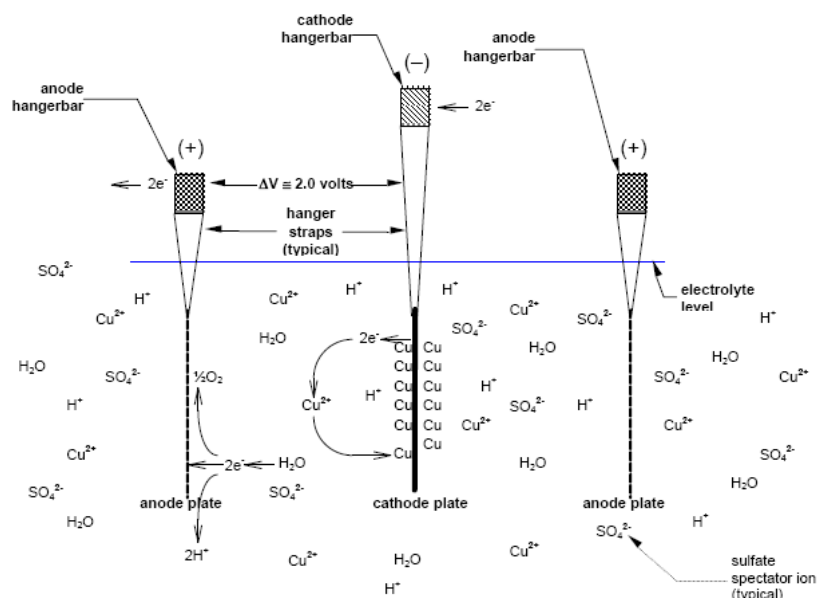 cathode
hangerbar
anode
hangerbar
anode
hangerbar
(–)
2e⁻
(+)
(+)
2e⁻
ΔV ≅ 2.0 volts
hanger
straps
(typical)
electrolyte
level
SO₄²⁻
H⁺
Cu²⁺
Cu²⁺
H⁺
H⁺
Cu²⁺
SO₄²⁻
H⁺
H₂O
2e⁻
SO₄²⁻
Cu Cu
H₂O
H₂O
H₂O
SO₄²⁻
½O₂
Cu Cu
SO₄²⁻
Cu²⁺
H⁺
Cu²⁺
H⁺
Cu Cu
H⁺
SO₄²⁻
H⁺
Cu Cu
Cu²⁺
Cu Cu
Cu²⁺
Cu²⁺
Cu Cu
SO₄²⁻
2e⁻
H₂O
H₂O
H₂O
SO₄²⁻
SO₄²⁻
anode plate
cathode plate
anode plate
H₂O
H⁺
SO₄²⁻
2H⁺
Cu²⁺
H₂O
Cu²⁺
H⁺
sulfate
spectator ion
(typical)